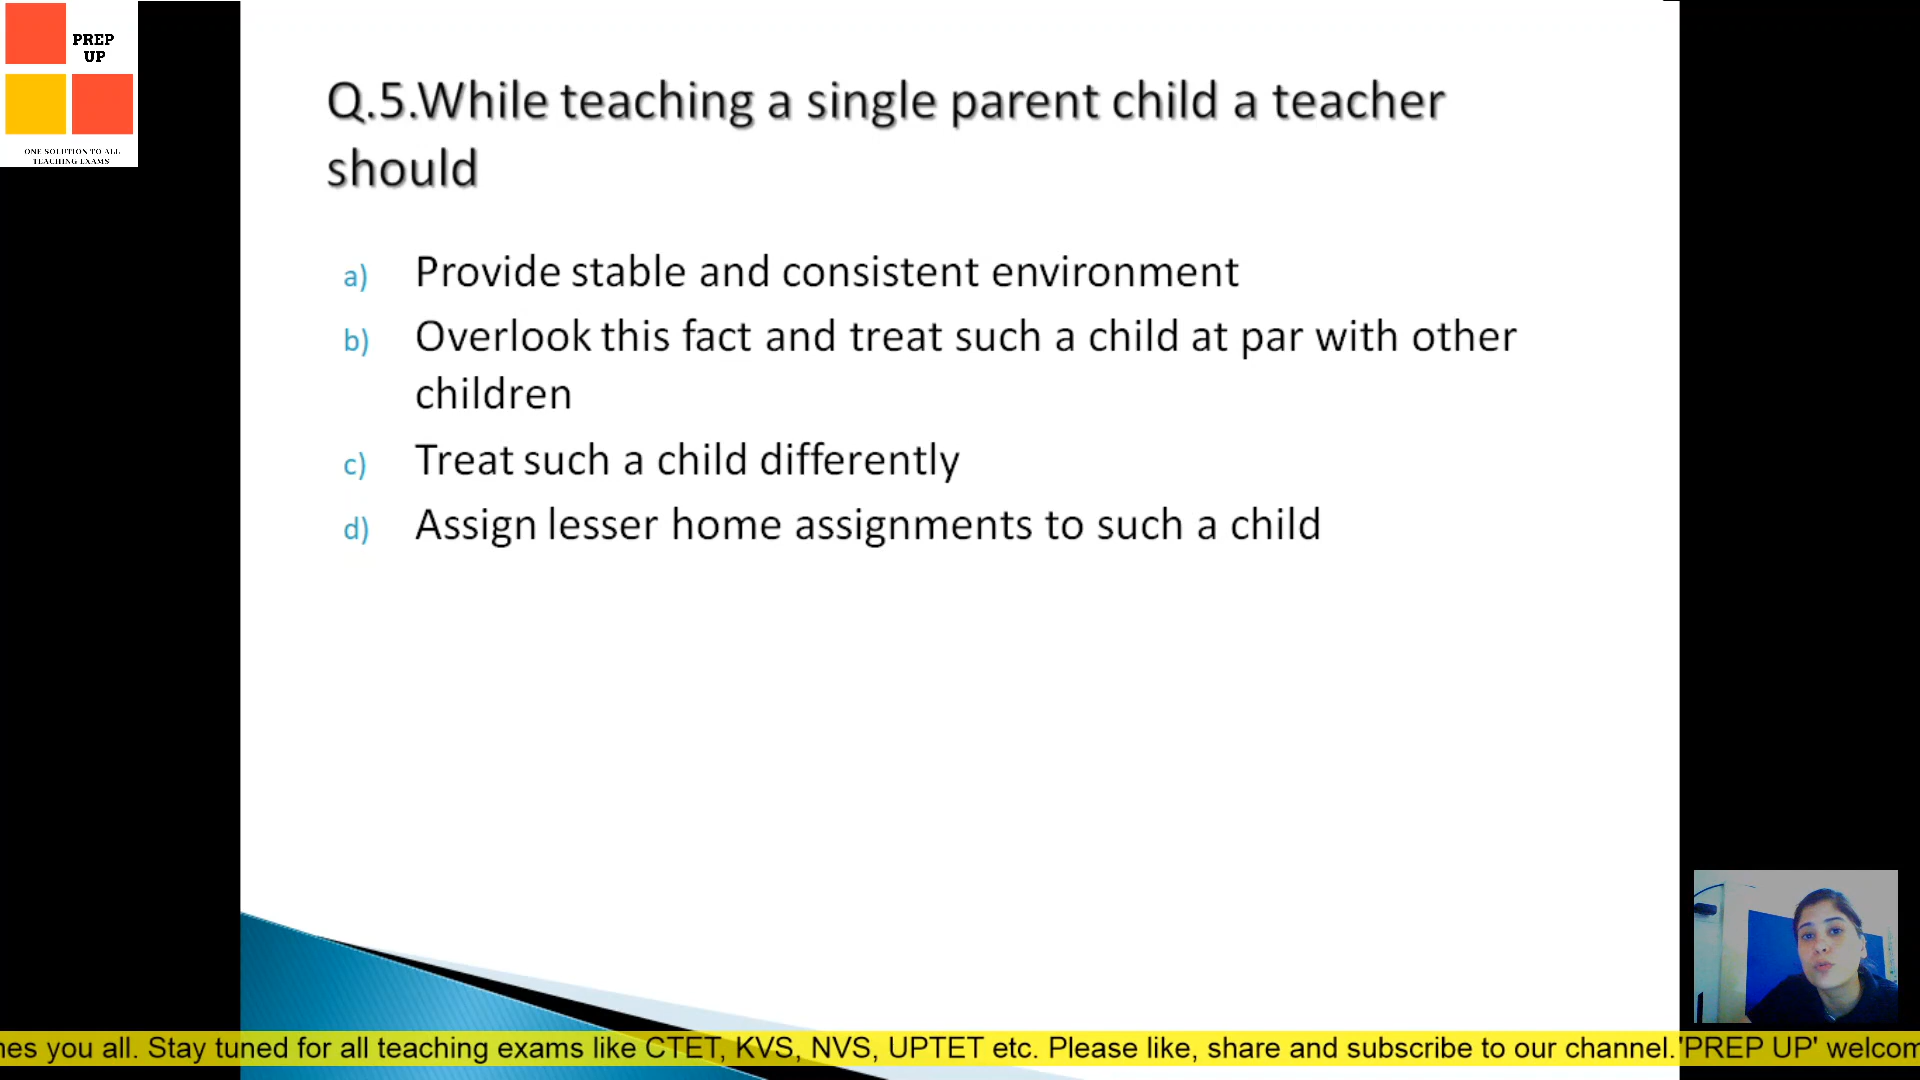 PREP
UP
ONE SOLUTION TO ALL
TEACHING EXAMS
Q.5.While teaching a single parent child a teacher
should
a) Provide stable and consistent environment
b) Overlook this fact and treat such a child at par with other
children
c) Treat such a child differently
d) Assign lesser home assignments to such a child
nes you all. Stay tuned for all teaching exams like CTET, KVS, NVS, UPTET etc. Please like, share and subscribe to our channel.'PREP UP' welcom